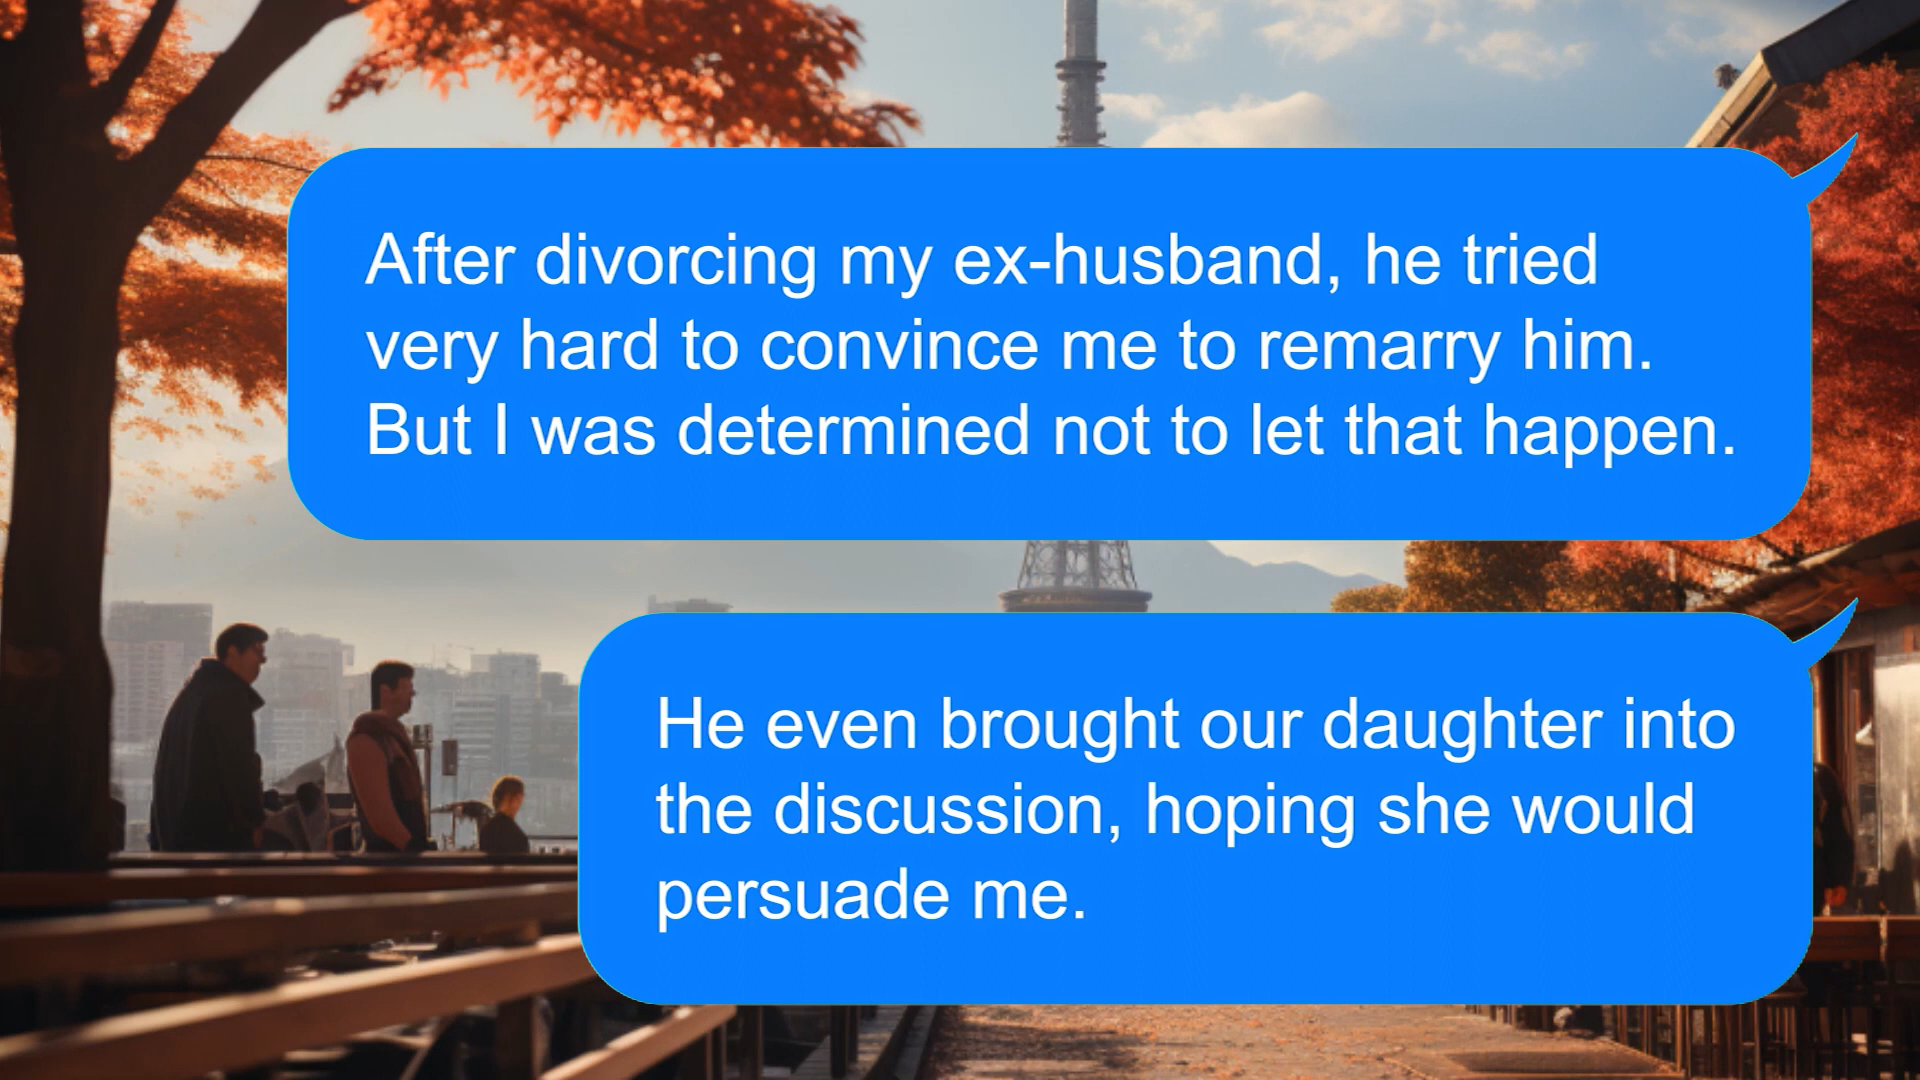 After divorcing my ex-husband, he tried
very hard to convince me to remarry him.
But I was determined not to let that happen.
He even brought our daughter into
the discussion, hoping she would
persuade me.